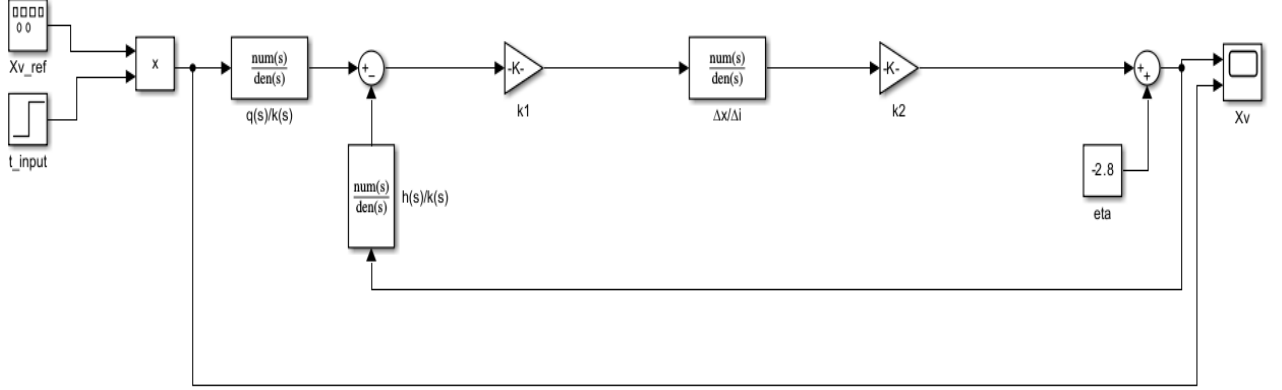 Xv_ref
t_input
x
num(s)
den(s)
q(s)/k(s)
+
-
-K-
k1
num(s)
den(s)
Δx/Δi
-K-
k2
+
+
Xv
num(s)
den(s)
h(s)/k(s)
-2.8
eta